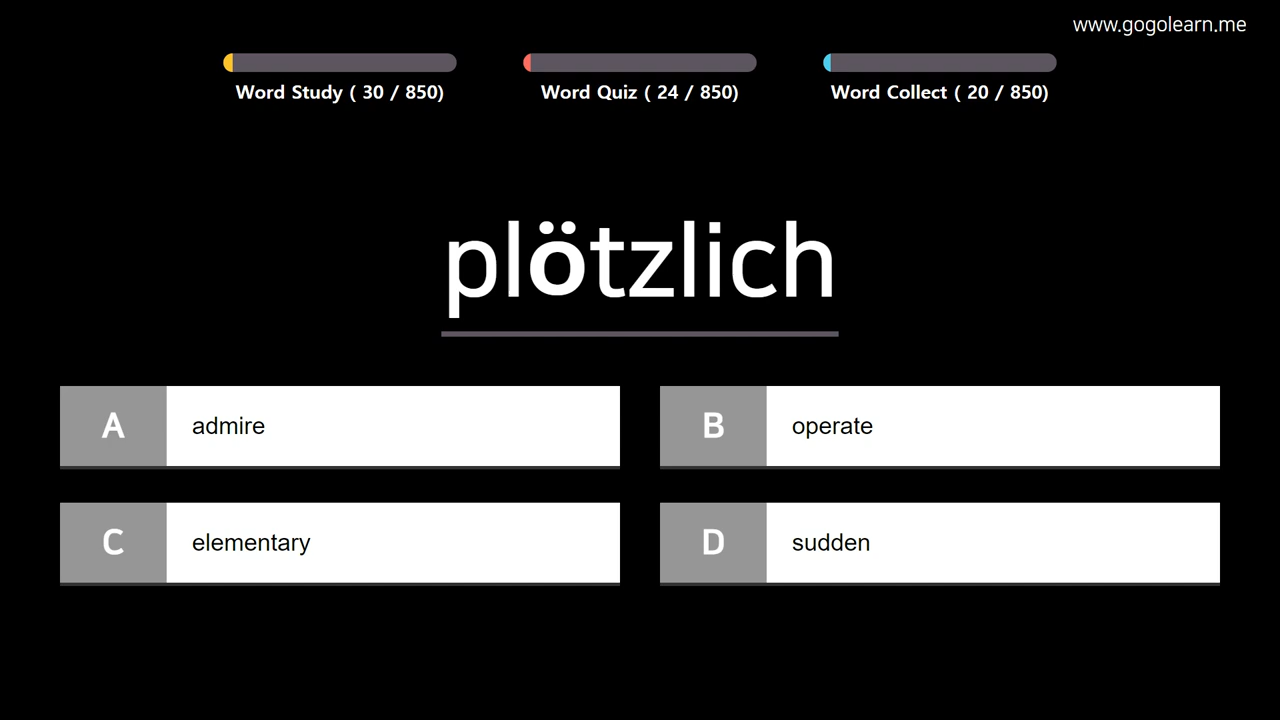 www.gogolearn.me
Word Study ( 30 / 850)
Word Quiz ( 24 / 850)
Word Collect ( 20 / 850)
plötzlich
A admire
B operate
C elementary
D sudden